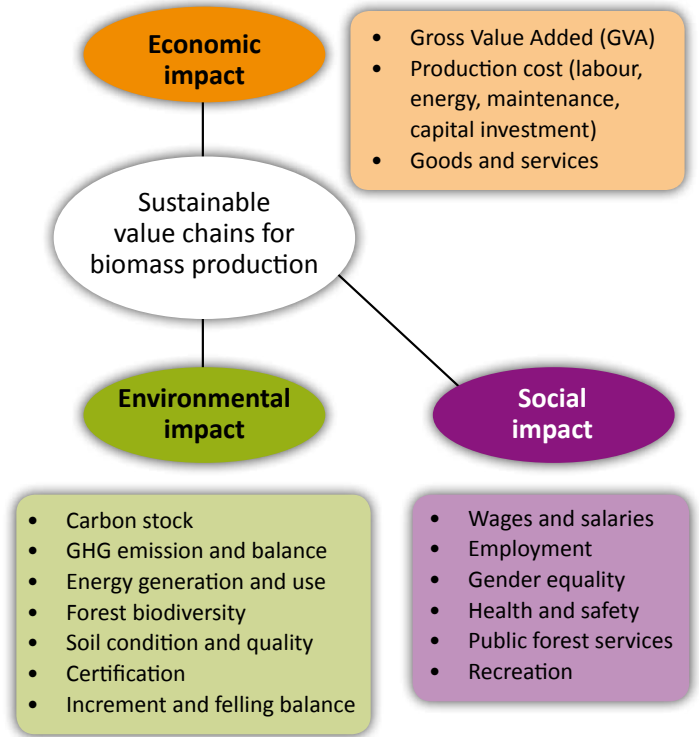 Economic
impact
• Gross Value Added (GVA)
• Production cost (labour,
energy, maintenance,
capital investment)
• Goods and services
Sustainable
value chains for
biomass production
Environmental
impact
Social
impact
• Carbon stock
• GHG emission and balance
• Energy generation and use
• Forest biodiversity
• Soil condition and quality
• Certification
• Increment and felling balance
• Wages and salaries
• Employment
• Gender equality
• Health and safety
• Public forest services
• Recreation